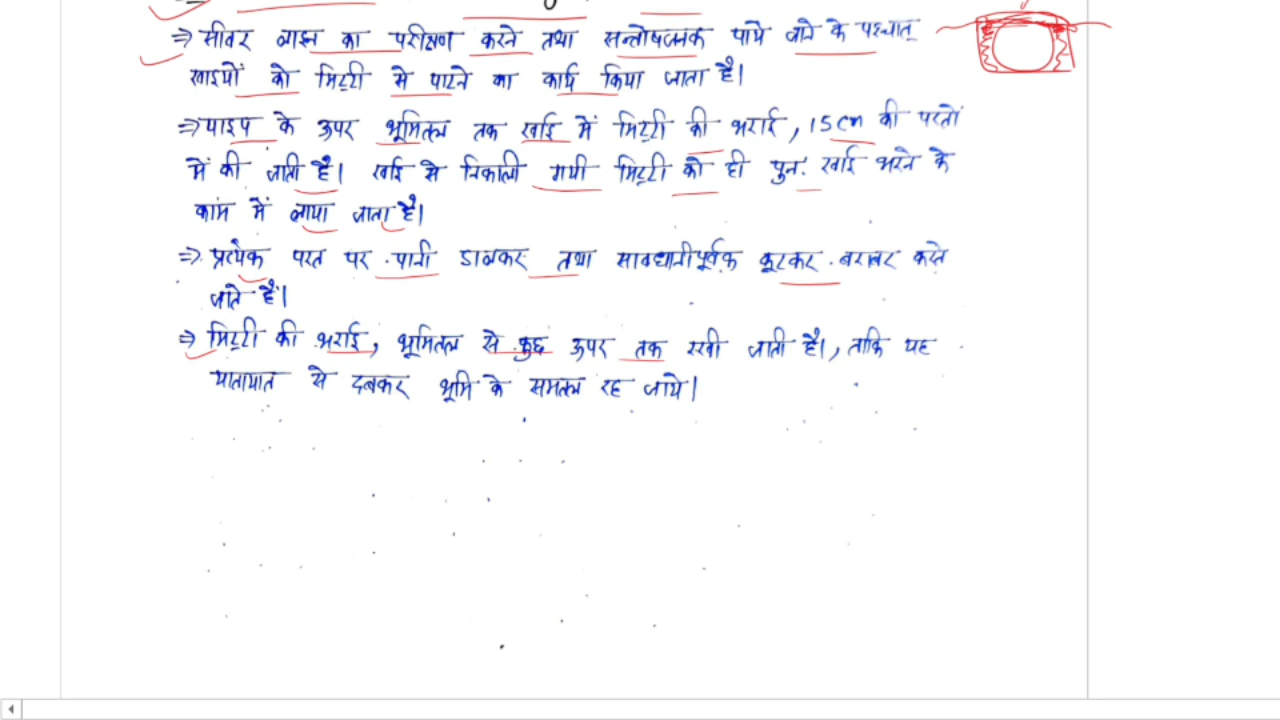 ⇒ सीवर लाइन का परीक्षण करने तथा सन्तोषजनक पाये जाने के पश्चात्
खाइयों को मिट्टी से पाटने का कार्य किया जाता है।
⇒ पाइप के ऊपर भूमितल तक खाई में मिट्टी की भराई, 15cm की परतों
में की जाती है। खाई से निकाली गयी मिट्टी को ही पुन: खाई भरने के
काम में लाया जाता है।
⇒ प्रत्येक परत पर पानी डालकर तथा सावधानीपूर्वक कूटकर बराबर करते
जाते हैं।
⇒ मिट्टी की भराई, भूमितल से कुछ ऊपर तक रखी जाती है।, ताकि यह
यातायात से दबकर भूमि के समतल रह जाये।